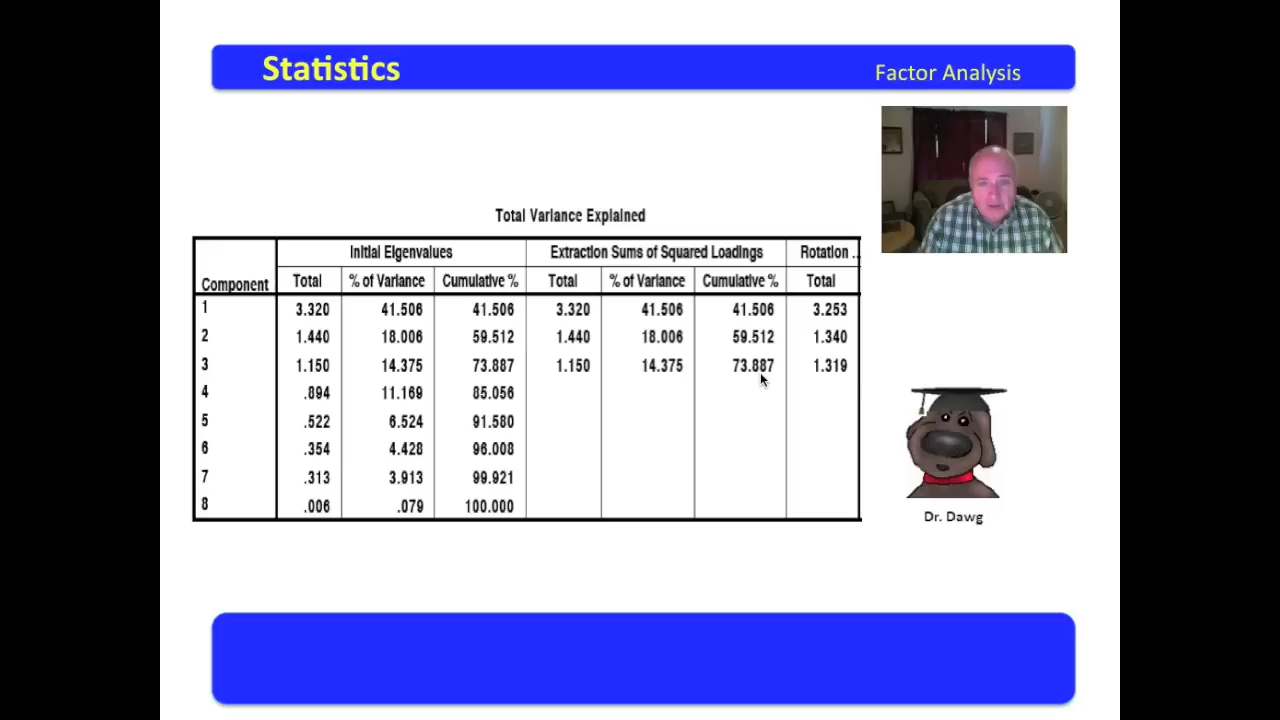 Statistics Factor Analysis
Total Variance Explained
Initial Eigenvalues Extraction Sums of Squared Loadings Rotation ...
Component Total % of Variance Cumulative % Total % of Variance Cumulative % Total
1 3.320 41.506 41.506 3.320 41.506 41.506 3.253
2 1.440 18.006 59.512 1.440 18.006 59.512 1.340
3 1.150 14.375 73.887 1.150 14.375 73.887 1.319
4 .894 11.169 85.056
5 .522 6.524 91.580
6 .354 4.428 96.008
7 .313 3.913 99.921
8 .006 .079 100.000
Dr. Dawg